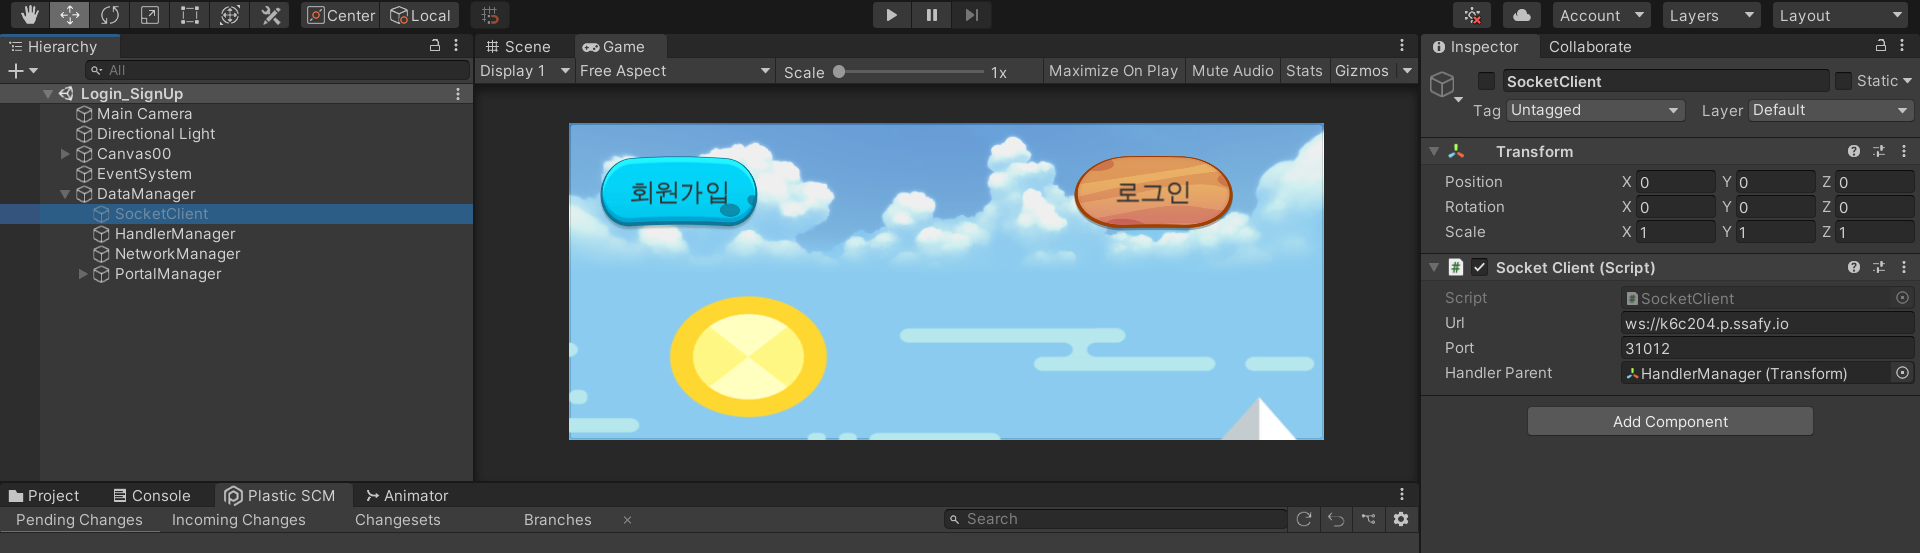 Center
Local
Account
Layers
Layout
Hierarchy
All
Login_SignUp
Main Camera
Directional Light
Canvas00
EventSystem
DataManager
SocketClient
HandlerManager
NetworkManager
PortalManager
Scene
Game
Display 1
Free Aspect
Scale
1x
Maximize On Play
Mute Audio
Stats
Gizmos
회원가입
로그인
Inspector
Collaborate
SocketClient
Static
Tag Untagged
Layer Default
Transform
Position X 0 Y 0 Z 0
Rotation X 0 Y 0 Z 0
Scale X 1 Y 1 Z 1
# Socket Client (Script)
Script # SocketClient
Url ws://k6c204.p.ssafy.io
Port 31012
Handler Parent HandlerManager (Transform)
Add Component
Project
Console
Plastic SCM
Animator
Pending Changes
Incoming Changes
Changesets
Branches
Search